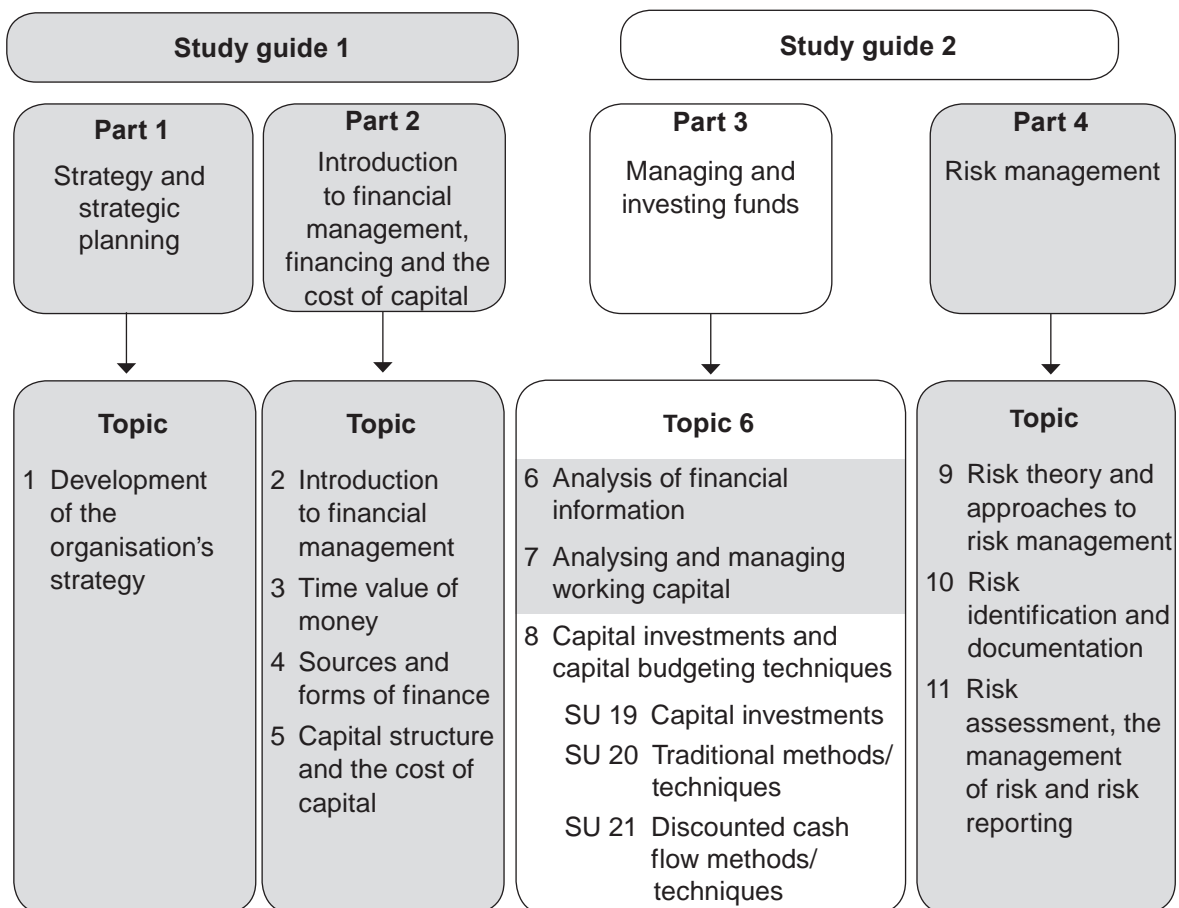 Study guide 1
Study guide 2
Part 1
Strategy and
strategic
planning
Part 2
Introduction
to financial
management,
financing and the
cost of capital
Part 3
Managing and
investing funds
Part 4
Risk management
Topic
1 Development
of the
organisation's
strategy
Topic
2 Introduction
to financial
management
3 Time value of
money
4 Sources and
forms of finance
5 Capital structure
and the cost of
capital
Topic 6
6 Analysis of financial
information
7 Analysing and managing
working capital
8 Capital investments and
capital budgeting techniques
SU 19 Capital investments
SU 20 Traditional methods/
techniques
SU 21 Discounted cash
flow methods/
techniques
Topic
9 Risk theory and
approaches to
risk management
10 Risk
identification and
documentation
11 Risk
assessment, the
management
of risk and risk
reporting